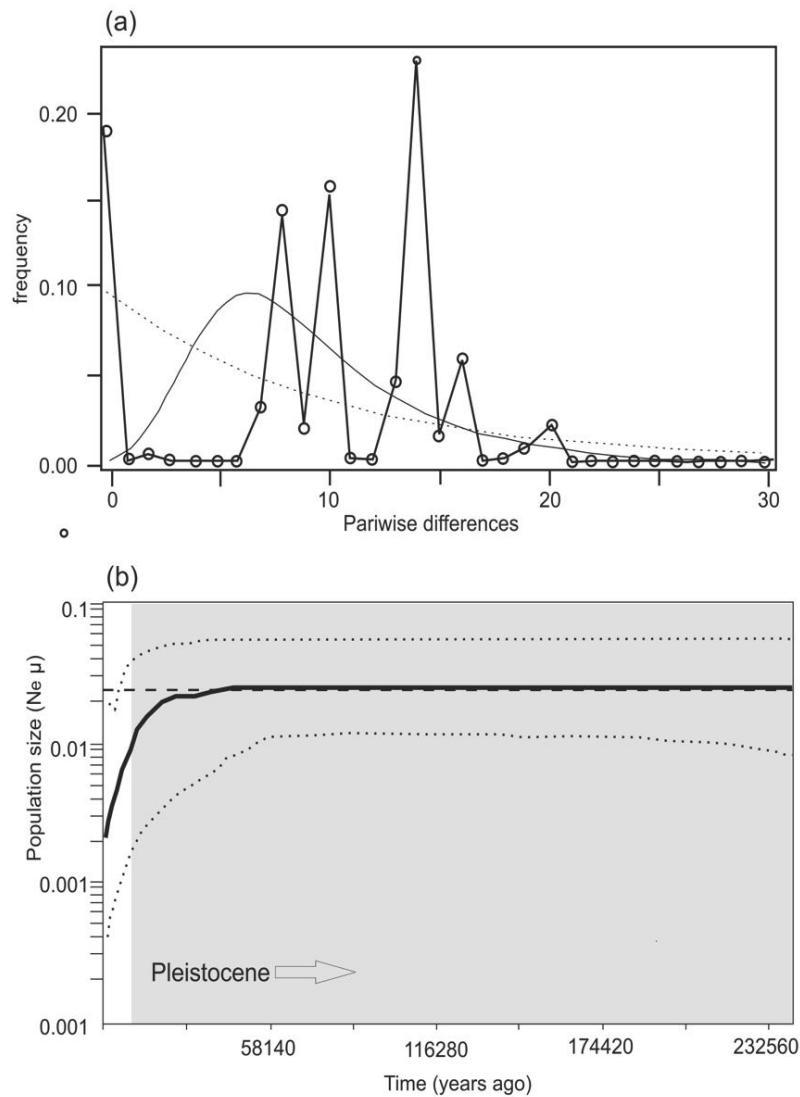 (a)
0.20
0.10
0.00
frequency
0
10
20
30
Pariwise differences
(b)
0.1
0.01
0.001
0.001
Population size (Ne μ)
Pleistocene
58140
116280
174420
232560
Time (years ago)